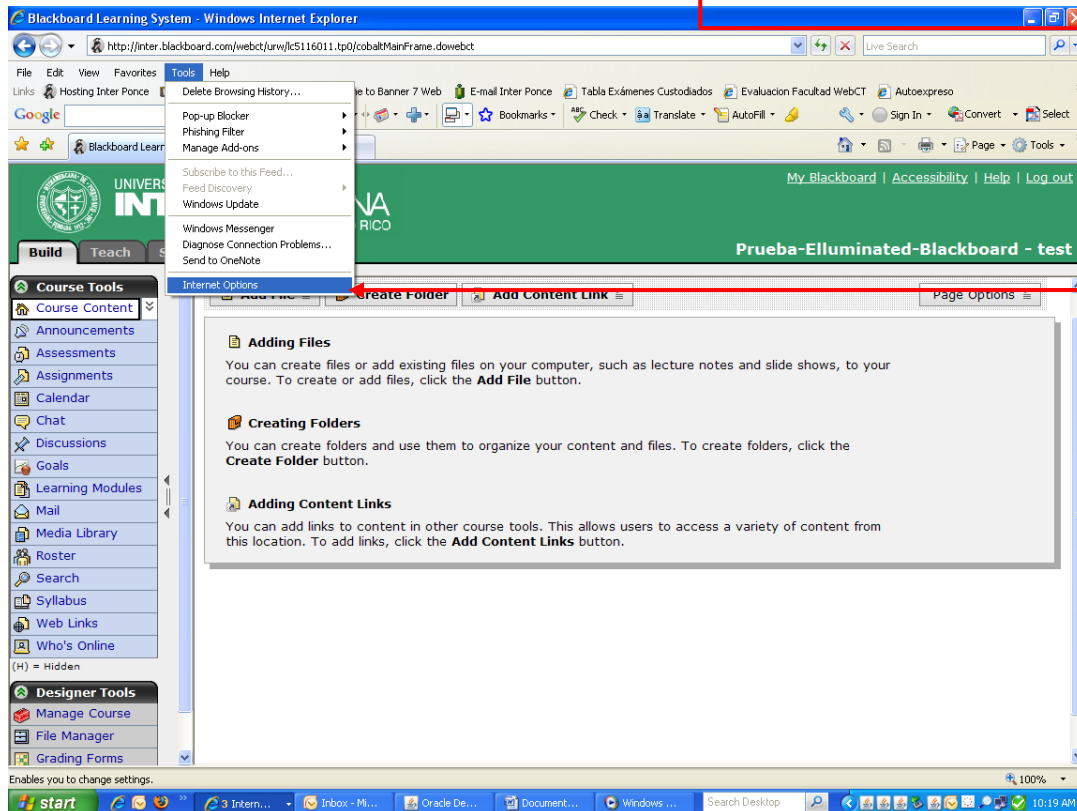 Blackboard Learning System - Windows Internet Explorer
http://inter.blackboard.com/webct/urw/lc5116011.tp0/cobaltMainFrame.dowebct
Live Search
File Edit View Favorites Tools Help
Links Hosting Inter Ponce e to Banner 7 Web E-mail Inter Ponce Tabla Exámenes Custodiados Evaluacion Facultad WebCT Autoexpreso
Google Bookmarks Check Translate AutoFill Sign In Convert Select
Blackboard Learn Page Tools
Delete Browsing History...
Pop-up Blocker
Phishing Filter
Manage Add-ons
Subscribe to this Feed...
Feed Discovery
Windows Update
Windows Messenger
Diagnose Connection Problems...
Send to OneNote
Internet Options
My Blackboard | Accessibility | Help | Log out
UNIVERS
INT NA
RICO
Build Teach S
Prueba-Elluminated-Blackboard - test
Course Tools
Course Content
Announcements
Assessments
Assignments
Calendar
Chat
Discussions
Goals
Learning Modules
Mail
Media Library
Roster
Search
Syllabus
Web Links
Who's Online
(H) = Hidden
Designer Tools
Manage Course
File Manager
Grading Forms
Add File Create Folder Add Content Link Page Options
Adding Files
You can create files or add existing files on your computer, such as lecture notes and slide shows, to your
course. To create or add files, click the Add File button.
Creating Folders
You can create folders and use them to organize your content and files. To create folders, click the
Create Folder button.
Adding Content Links
You can add links to content in other course tools. This allows users to access a variety of content from
this location. To add links, click the Add Content Links button.
Enables you to change settings.
100%
start 3 Intern... Inbox - Mi... Oracle De... Document... Windows ... Search Desktop 10:19 AM